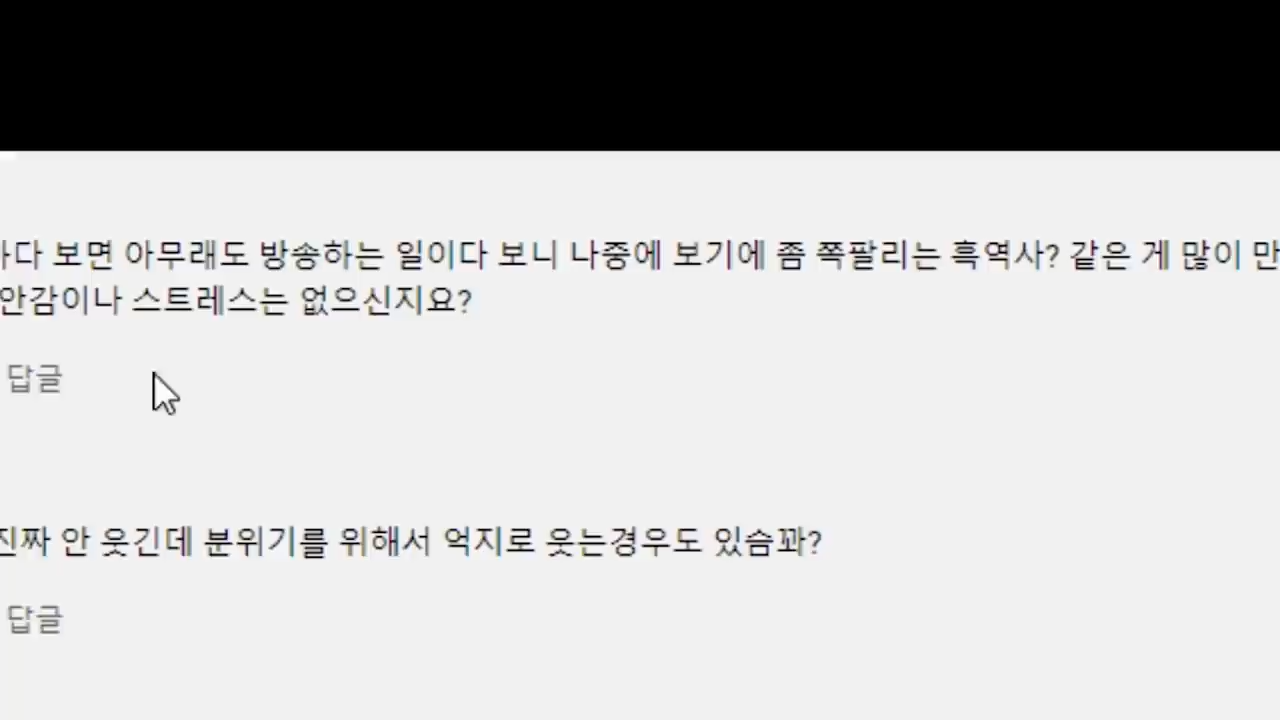 하다 보면 아무래도 방송하는 일이다 보니 나중에 보기에 좀 쪽팔리는 흑역사? 같은 게 많이 만
안감이나 스트레스는 없으신지요?
답글
진짜 안 웃긴데 분위기를 위해서 억지로 웃는경우도 있슴꽈?
답글